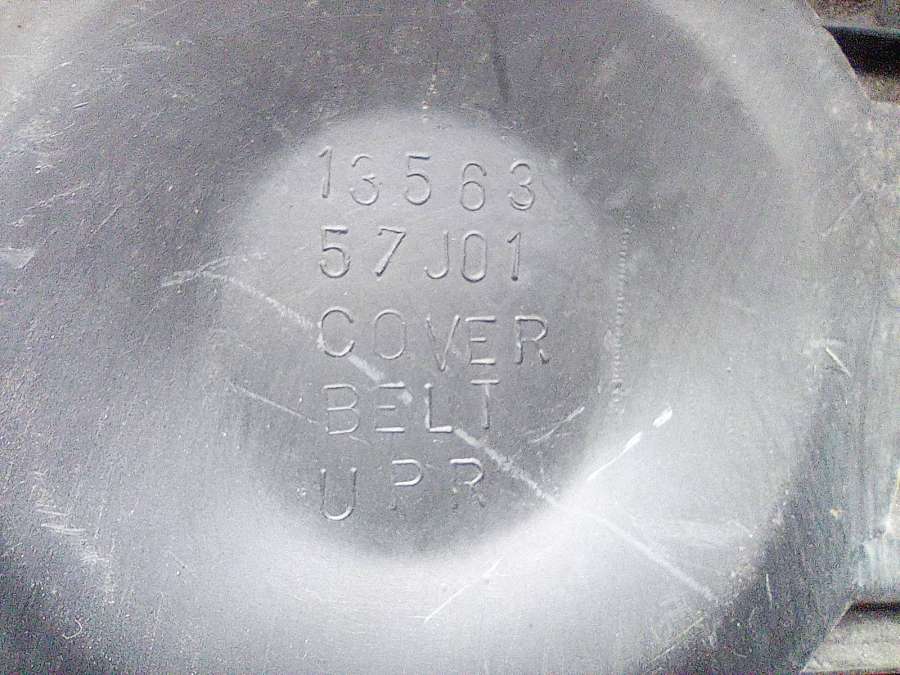 13563
57J01
COVER
BELT
UPR